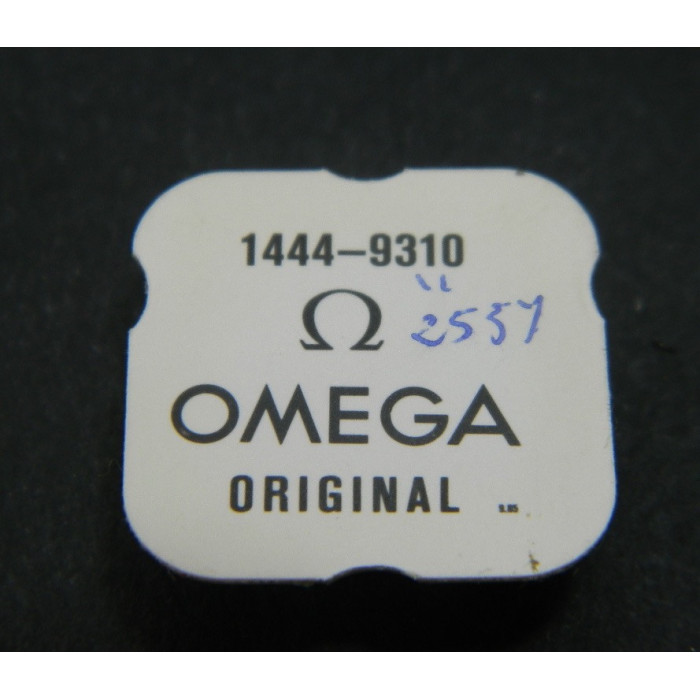 1444-9310
Ω
" 2557
OMEGA
ORIGINAL